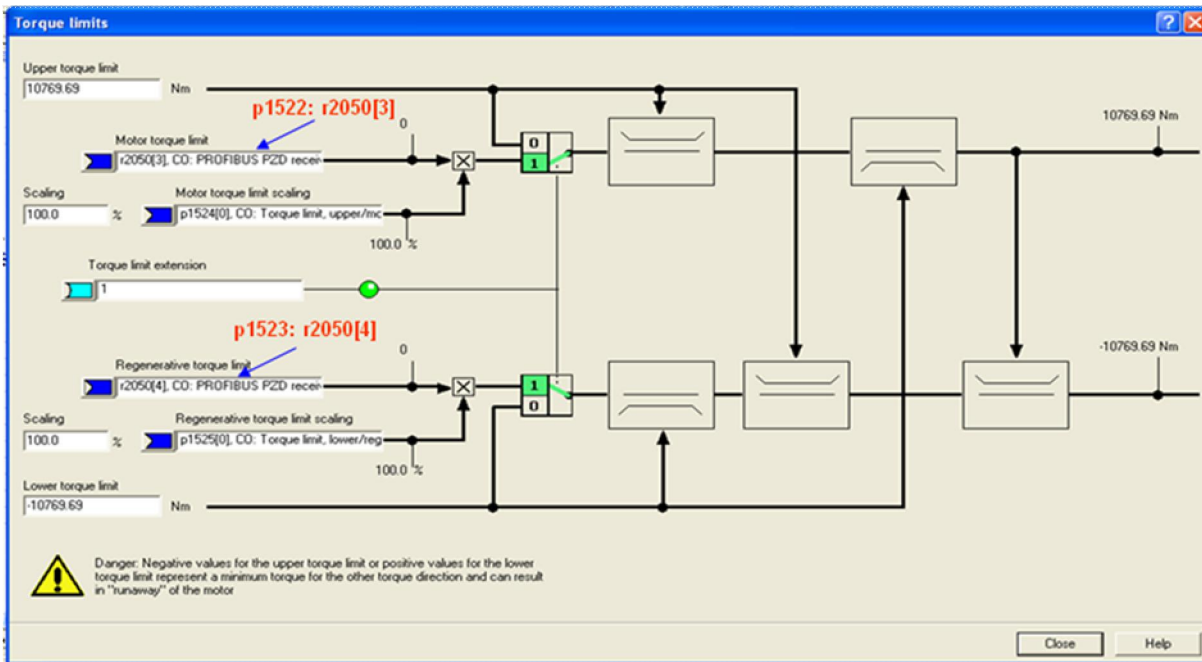 Torque limits
Upper torque limit
10769.69 Nm
p1522: r2050[3]
0
10769.69 Nm
Motor torque limit
r2050[3], CO: PROFIBUS PZD receiv
0
1
Scaling
Motor torque limit scaling
100.0 %
p1524[0], CO: Torque limit, upper/mo
100.0 %
Torque limit extension
1
p1523: r2050[4]
0
-10769.69 Nm
Regenerative torque limit
r2050[4], CO: PROFIBUS PZD receiv
1
0
Scaling
Regenerative torque limit scaling
100.0 %
p1525[0], CO: Torque limit, lower/reg
100.0 %
Lower torque limit
-10769.69 Nm
Danger: Negative values for the upper torque limit or positive values for the lower
torque limit represent a minimum torque for the other torque direction and can result
in "runaway" of the motor
Close
Help